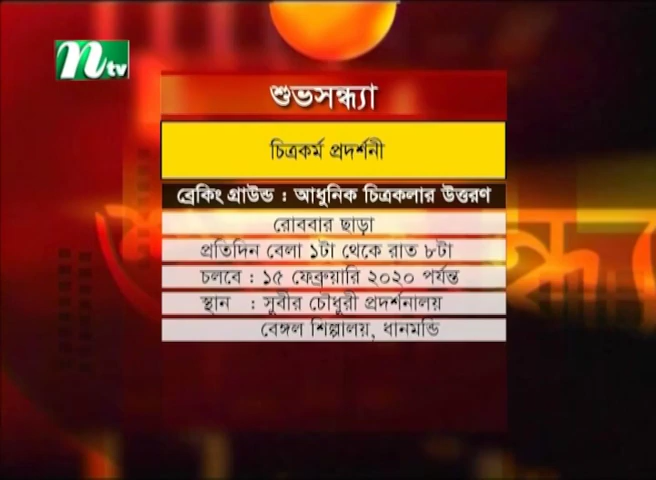 ntv
শুভসন্ধ্যা
চিত্রকর্ম প্রদর্শনী
ব্রেকিং গ্রাউন্ড : আধুনিক চিত্রকলার উত্তরণ
রোববার ছাড়া
প্রতিদিন বেলা ১টা থেকে রাত ৮টা
চলবে : ১৫ ফেব্রুয়ারি ২০২০ পর্যন্ত
স্থান : সুবীর চৌধুরী প্রদর্শনালয়
বেঙ্গল শিল্পালয়, ধানমন্ডি